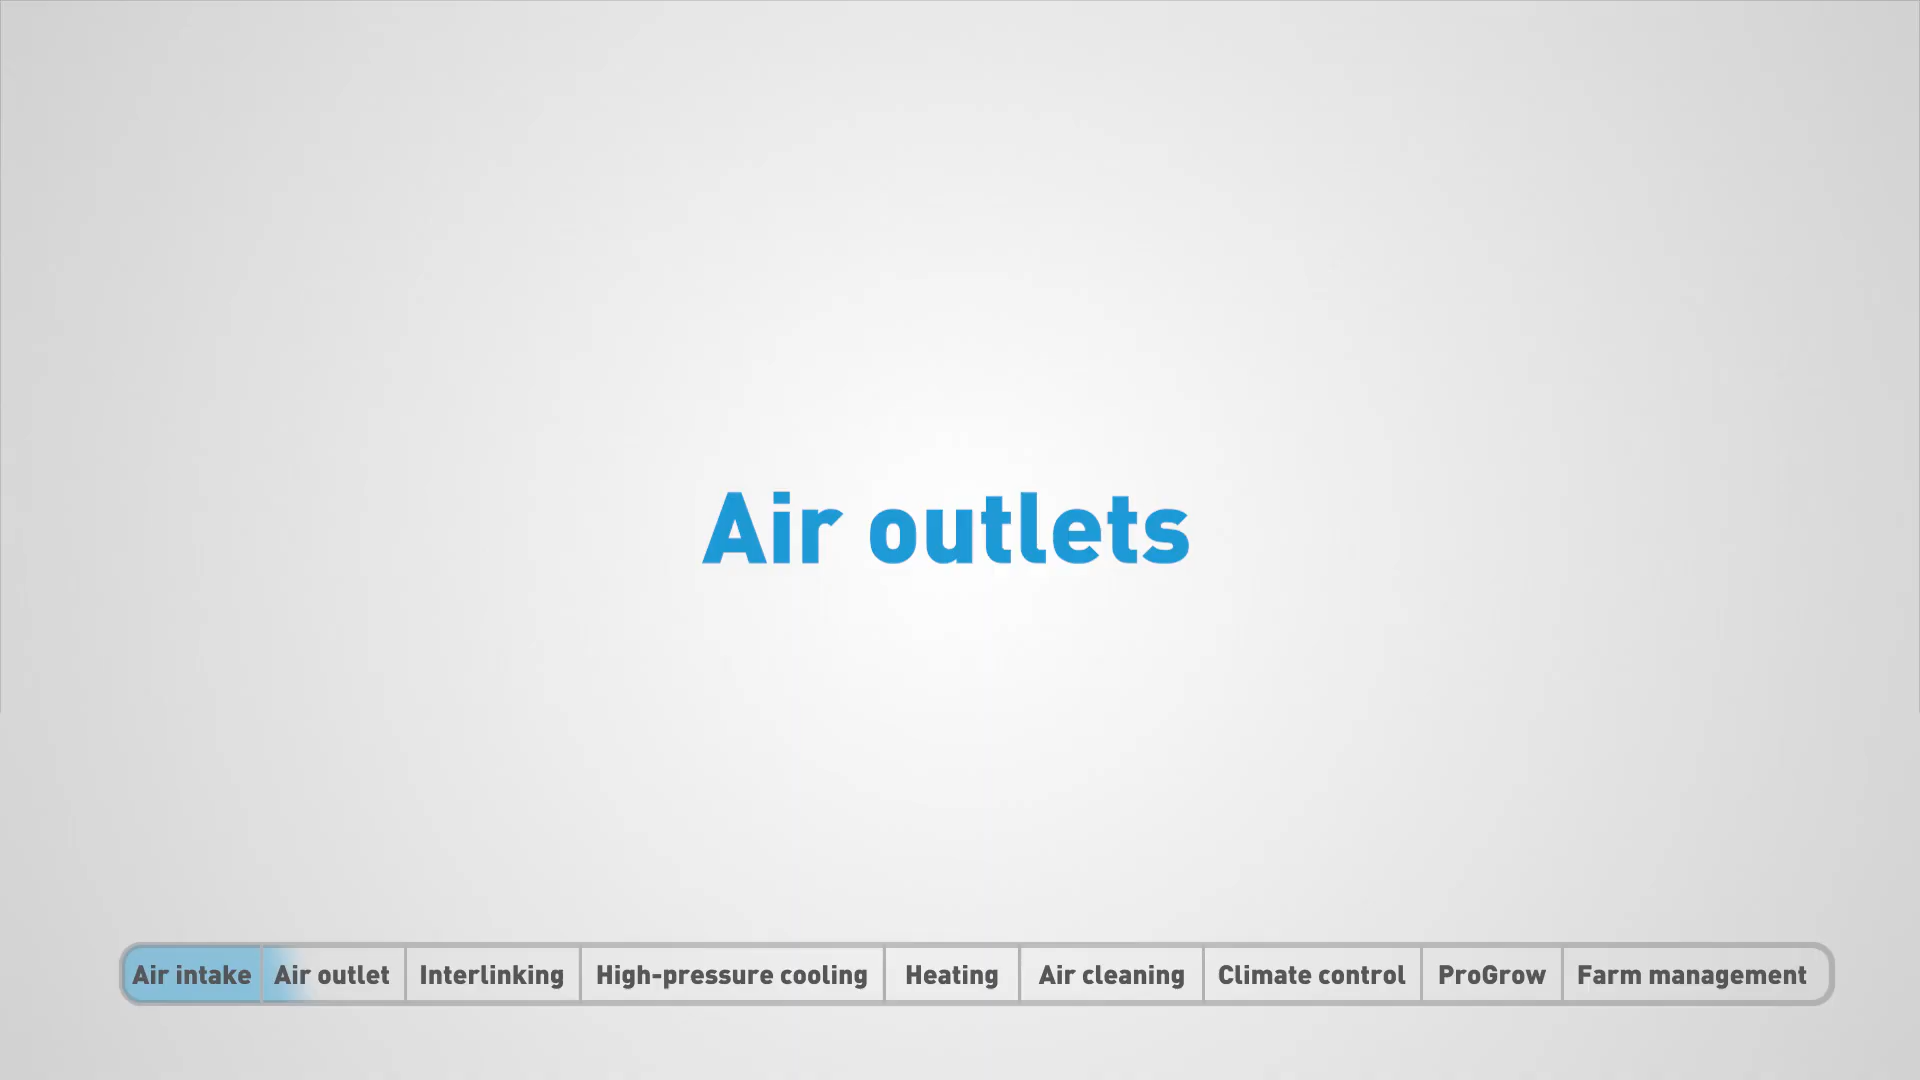 Air outlets
Air intake Air outlet Interlinking High-pressure cooling Heating Air cleaning Climate control ProGrow Farm management